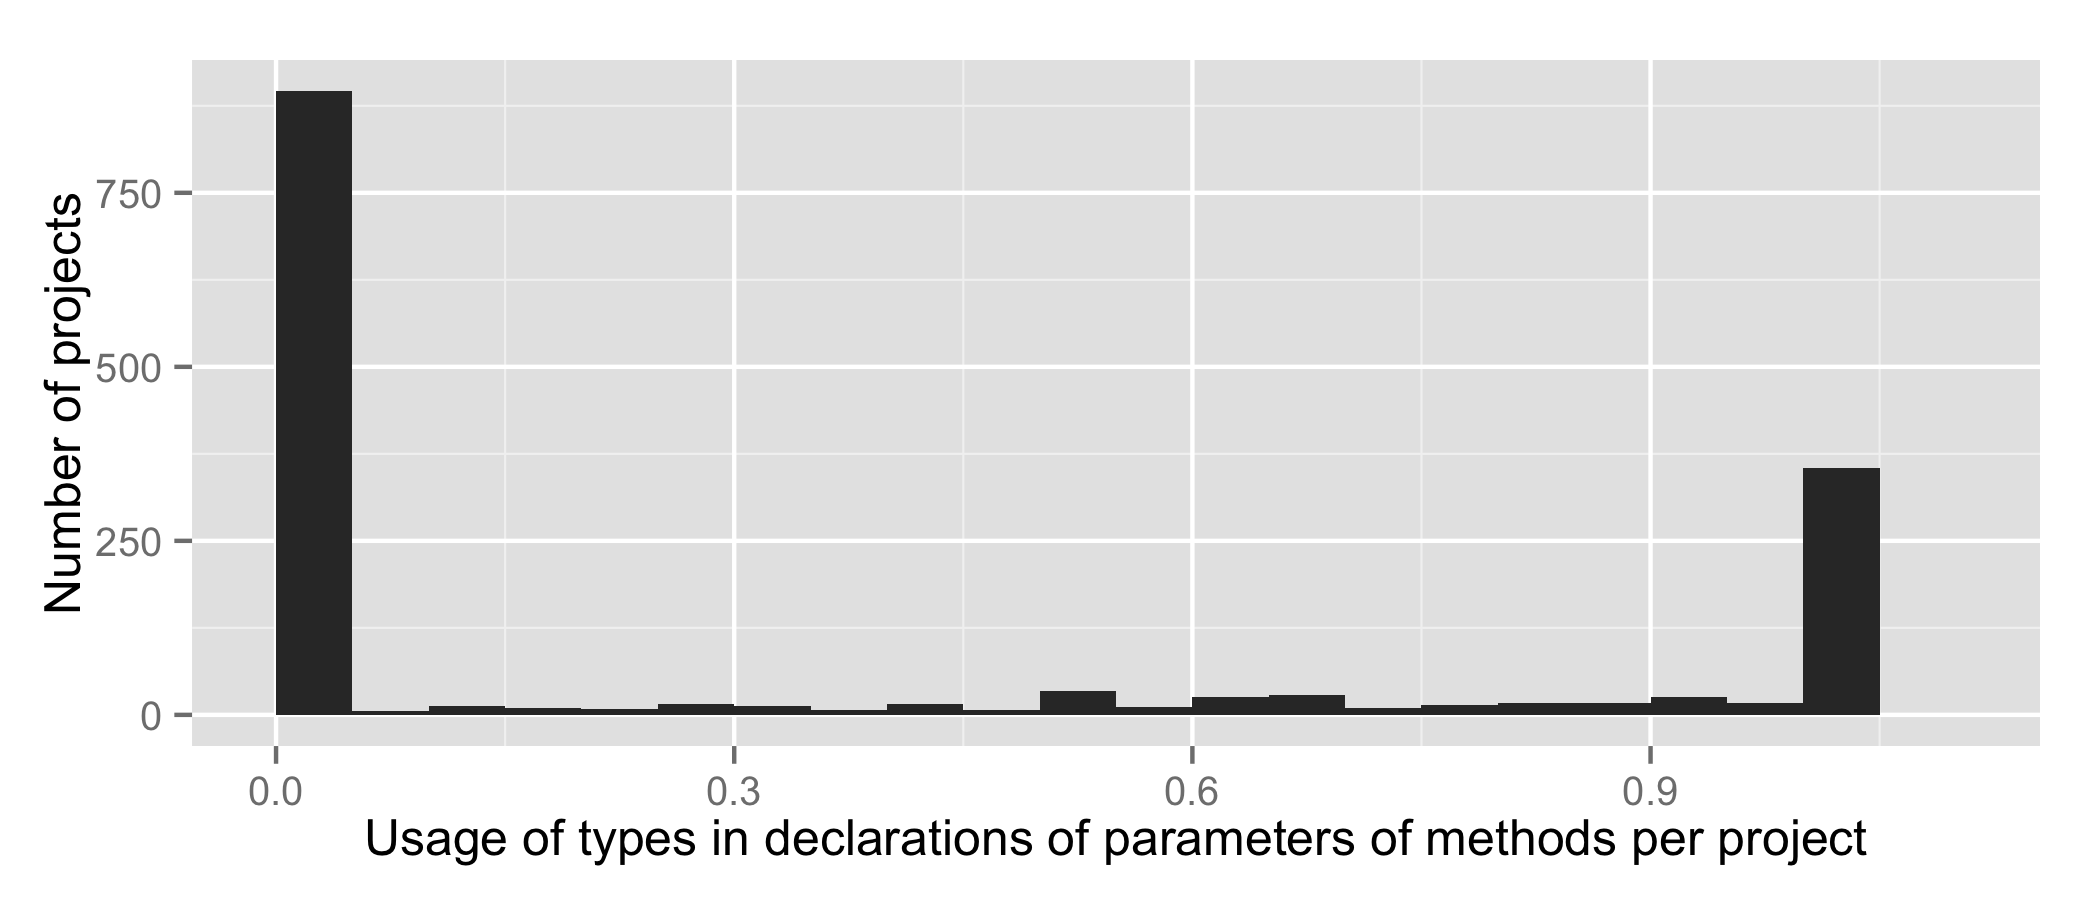 Number of projects
750
500
250
0
0.0 0.3 0.6 0.9
Usage of types in declarations of parameters of methods per project